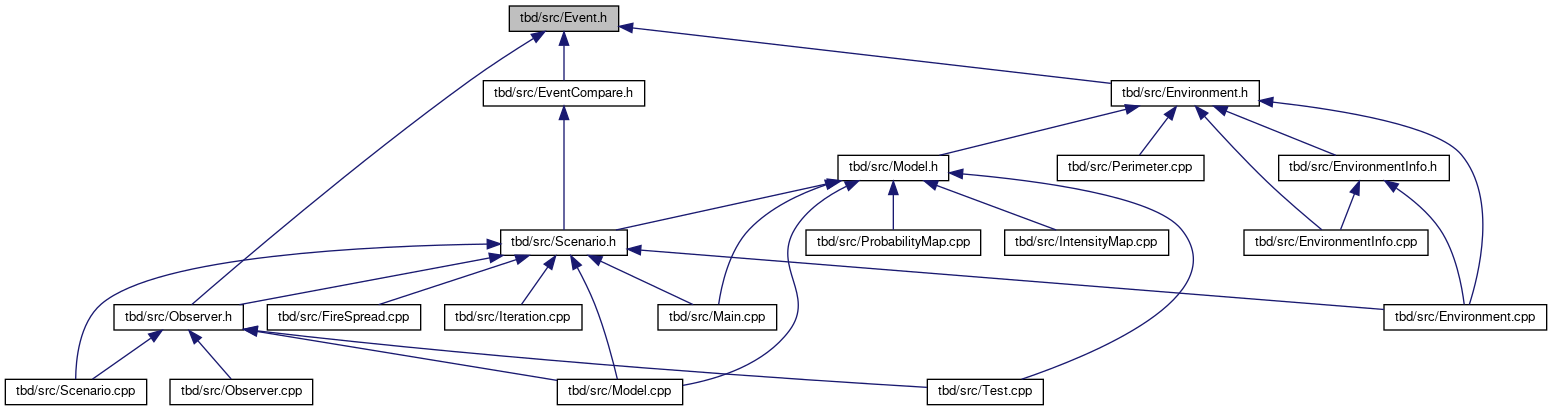 tbd/src/Event.h
tbd/src/EventCompare.h
tbd/src/Environment.h
tbd/src/Model.h
tbd/src/Perimeter.cpp
tbd/src/EnvironmentInfo.h
tbd/src/Scenario.h
tbd/src/ProbabilityMap.cpp
tbd/src/IntensityMap.cpp
tbd/src/EnvironmentInfo.cpp
tbd/src/Observer.h
tbd/src/FireSpread.cpp
tbd/src/Iteration.cpp
tbd/src/Main.cpp
tbd/src/Environment.cpp
tbd/src/Scenario.cpp
tbd/src/Observer.cpp
tbd/src/Model.cpp
tbd/src/Test.cpp